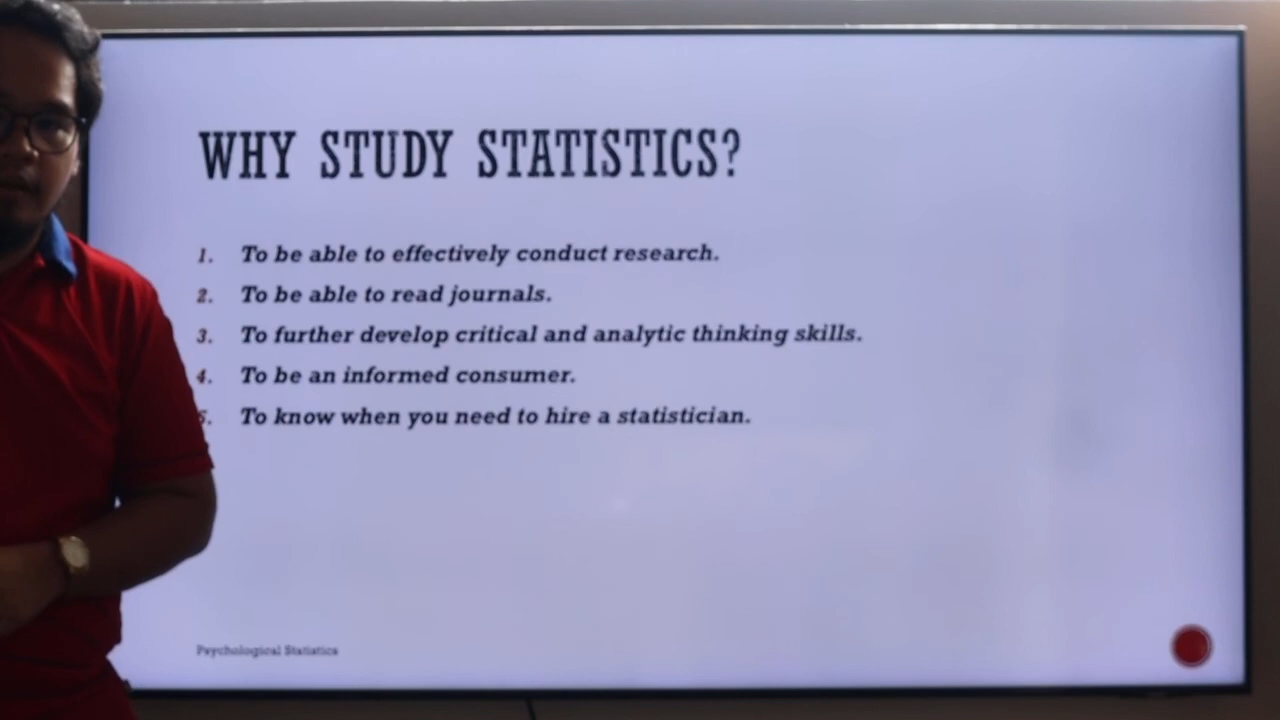 WHY STUDY STATISTICS?
1. To be able to effectively conduct research.
2. To be able to read journals.
3. To further develop critical and analytic thinking skills.
4. To be an informed consumer.
5. To know when you need to hire a statistician.
Psychological Statistics